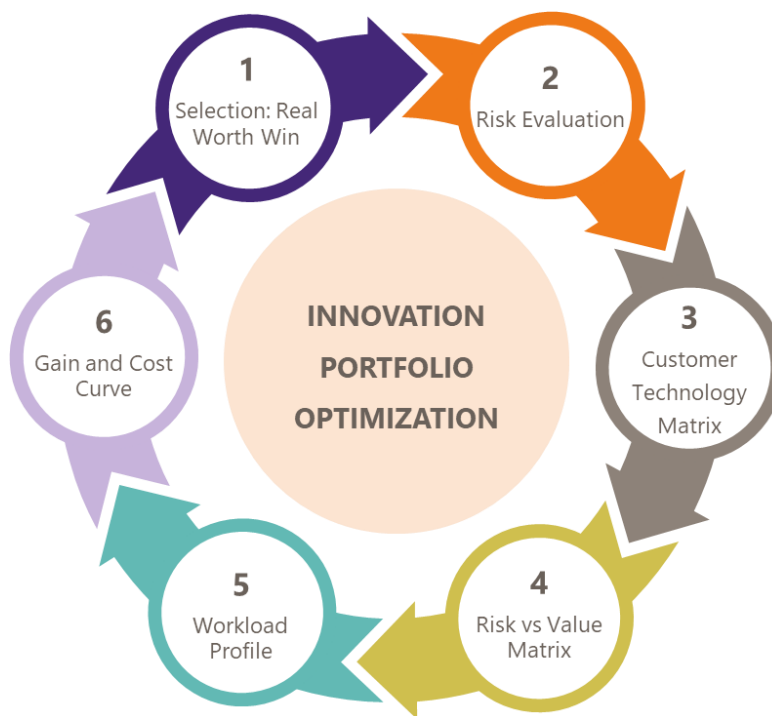 1
Selection: Real
Worth Win
2
Risk Evaluation
3
Customer
Technology
Matrix
4
Risk vs Value
Matrix
5
Workload
Profile
6
Gain and Cost
Curve
INNOVATION
PORTFOLIO
OPTIMIZATION